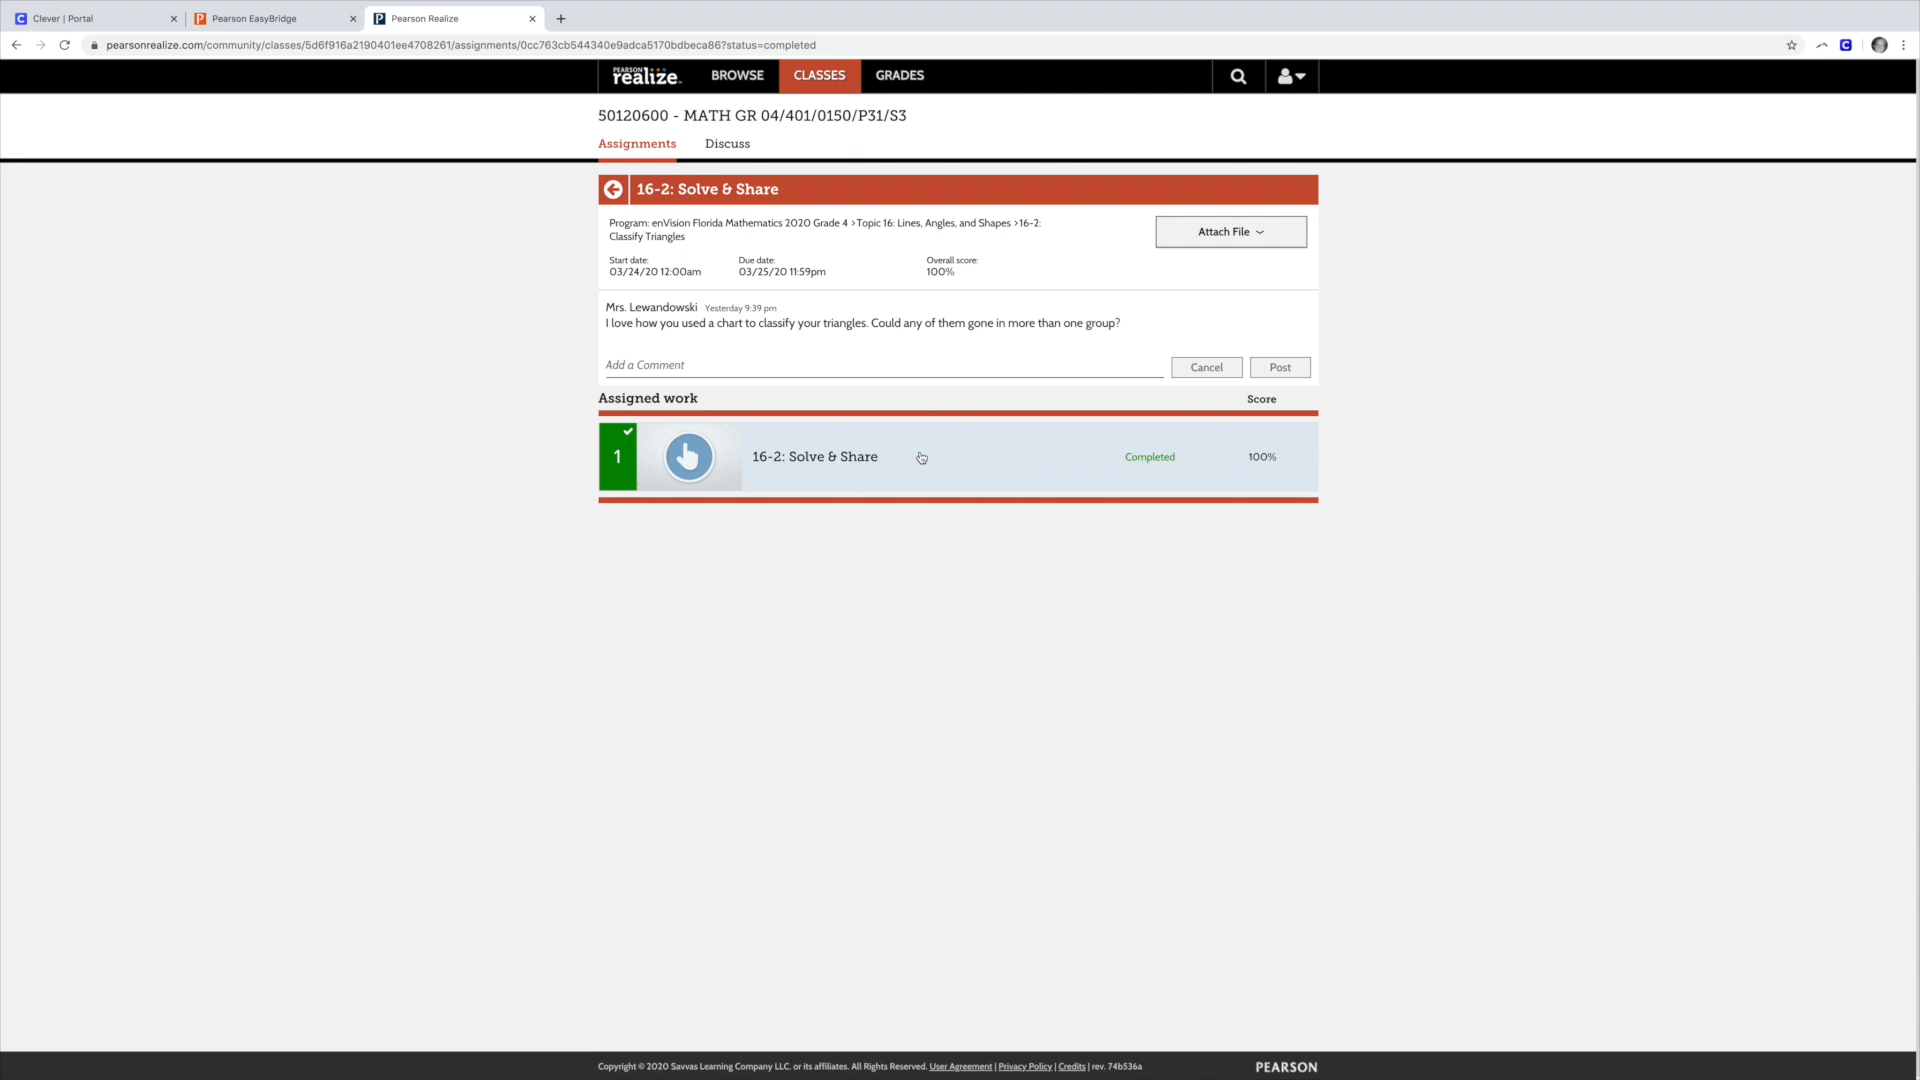 Clever | Portal
Pearson EasyBridge
Pearson Realize
pearsonrealize.com/community/classes/5d6f916a2190401ee4708261/assignments/0cc763cb544340e9adca5170bdbeca86?status=completed
PEARSON
realize
BROWSE
CLASSES
GRADES
50120600 - MATH GR 04/401/0150/P31/S3
Assignments
Discuss
16-2: Solve & Share
Program: enVision Florida Mathematics 2020 Grade 4 >Topic 16: Lines, Angles, and Shapes >16-2:
Classify Triangles
Attach File
Start date:
03/24/20 12:00am
Due date:
03/25/20 11:59pm
Overall score:
100%
Mrs. Lewandowski Yesterday 9:39 pm
I love how you used a chart to classify your triangles. Could any of them gone in more than one group?
Add a Comment
Cancel
Post
Assigned work
Score
1
16-2: Solve & Share
Completed
100%
Copyright © 2020 Savvas Learning Company LLC. or its affiliates. All Rights Reserved. User Agreement | Privacy Policy | Credits | rev. 74b536a
PEARSON